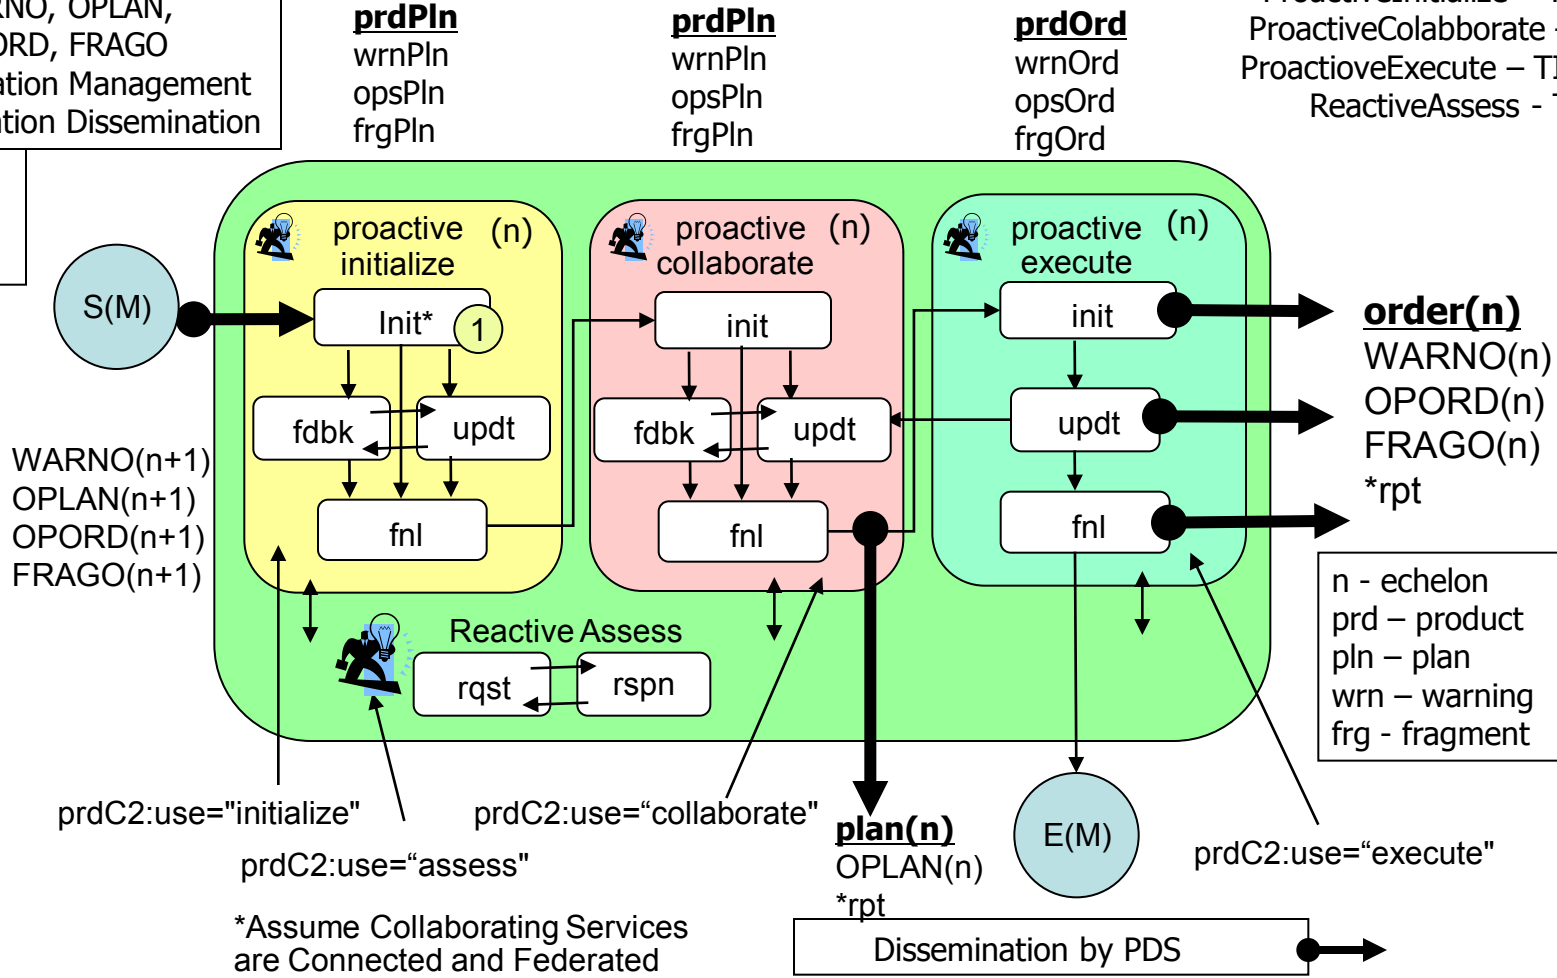 OPLAN,
FRAGO
Management
Dissemination
prdPln
wrnPln
opsPln
frgPln
prdPln
wrnPln
opsPln
frgPln
prdOrd
wrnOrd
opsOrd
frgOrd
ProactiveColabborate -
ProactioveExecute –
ReactiveAssess -
S(M)
proactive (n)
initialize
Init*
1
fdbk
updt
fnl
proactive (n)
collaborate
init
fdbk
updt
fnl
proactive (n)
execute
init
updt
fnl
order(n)
WARNO(n)
OPORD(n)
FRAGO(n)
*rpt
WARNO(n+1)
OPLAN(n+1)
OPORD(n+1)
FRAGO(n+1)
Reactive Assess
rqst
rspn
n - echelon
prd – product
pln – plan
wrn – warning
frg - fragment
prdC2:use="initialize"
prdC2:use=“assess"
prdC2:use=“collaborate"
plan(n)
OPLAN(n)
*rpt
E(M)
prdC2:use=“execute"
*Assume Collaborating Services
are Connected and Federated
Dissemination by PDS